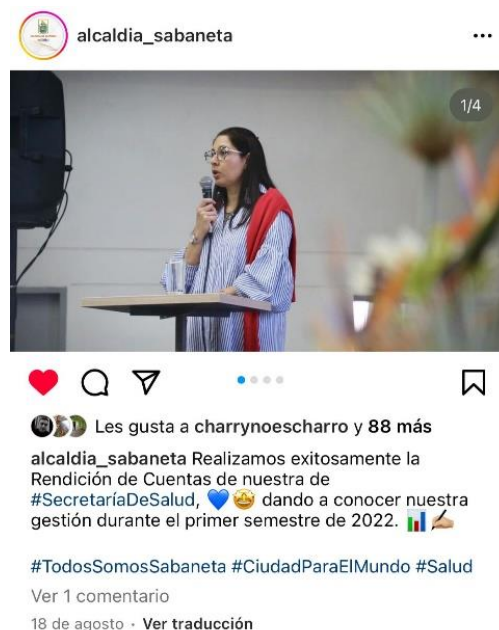 alcaldia_sabaneta
1/4
Les gusta a charrynoescharro y 88 más
alcaldia_sabaneta Realizamos exitosamente la
Rendición de Cuentas de nuestra de
#SecretaríaDeSalud, 💙🤩 dando a conocer nuestra
gestión durante el primer semestre de 2022. 📊✍🏼
#TodosSomosSabaneta #CiudadParaElMundo #Salud
Ver 1 comentario
18 de agosto · Ver traducción